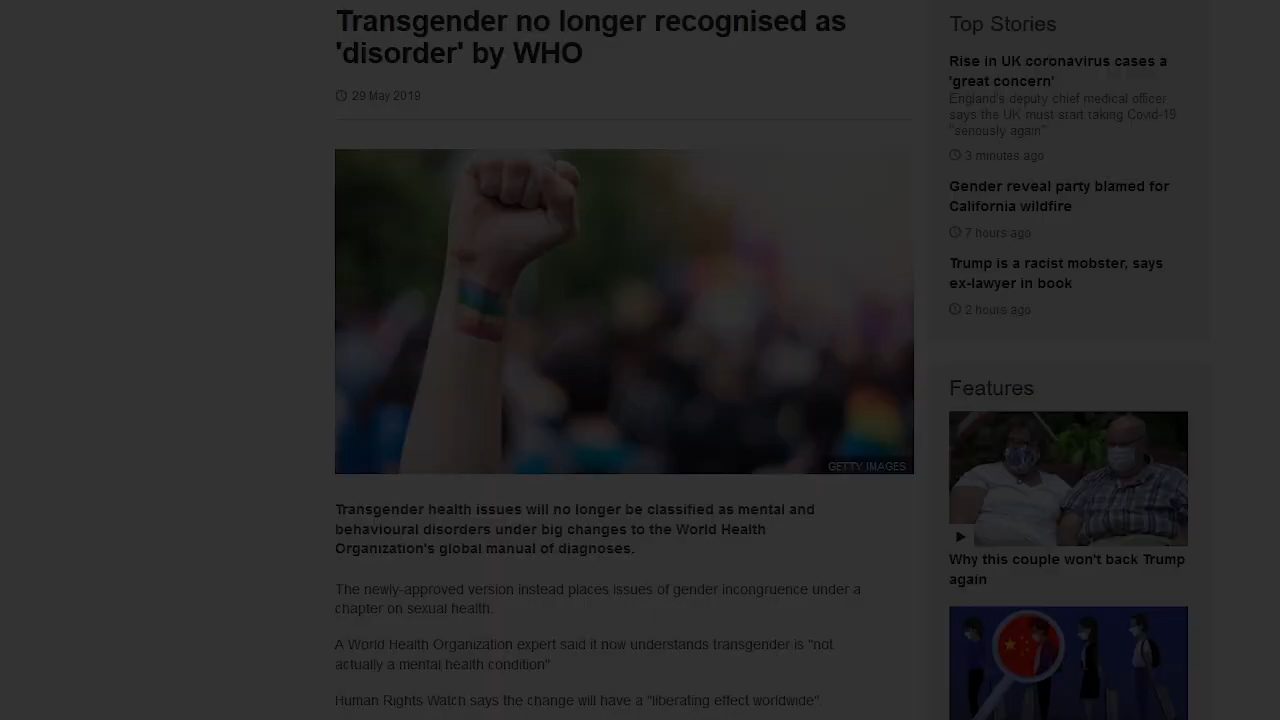 Transgender no longer recognised as
'disorder' by WHO
29 May 2019
GETTY IMAGES
Transgender health issues will no longer be classified as mental and
behavioural disorders under big changes to the World Health
Organization's global manual of diagnoses.
The newly-approved version instead places issues of gender incongruence under a
chapter on sexual health.
A World Health Organization expert said it now understands transgender is "not
actually a mental health condition".
Human Rights Watch says the change will have a "liberating effect worldwide".
Top Stories
Rise in UK coronavirus cases a
'great concern'
England's deputy chief medical officer
says the UK must start taking Covid-19
"seriously again"
3 minutes ago
Gender reveal party blamed for
California wildfire
7 hours ago
Trump is a racist mobster, says
ex-lawyer in book
2 hours ago
Features
Why this couple won't back Trump
again